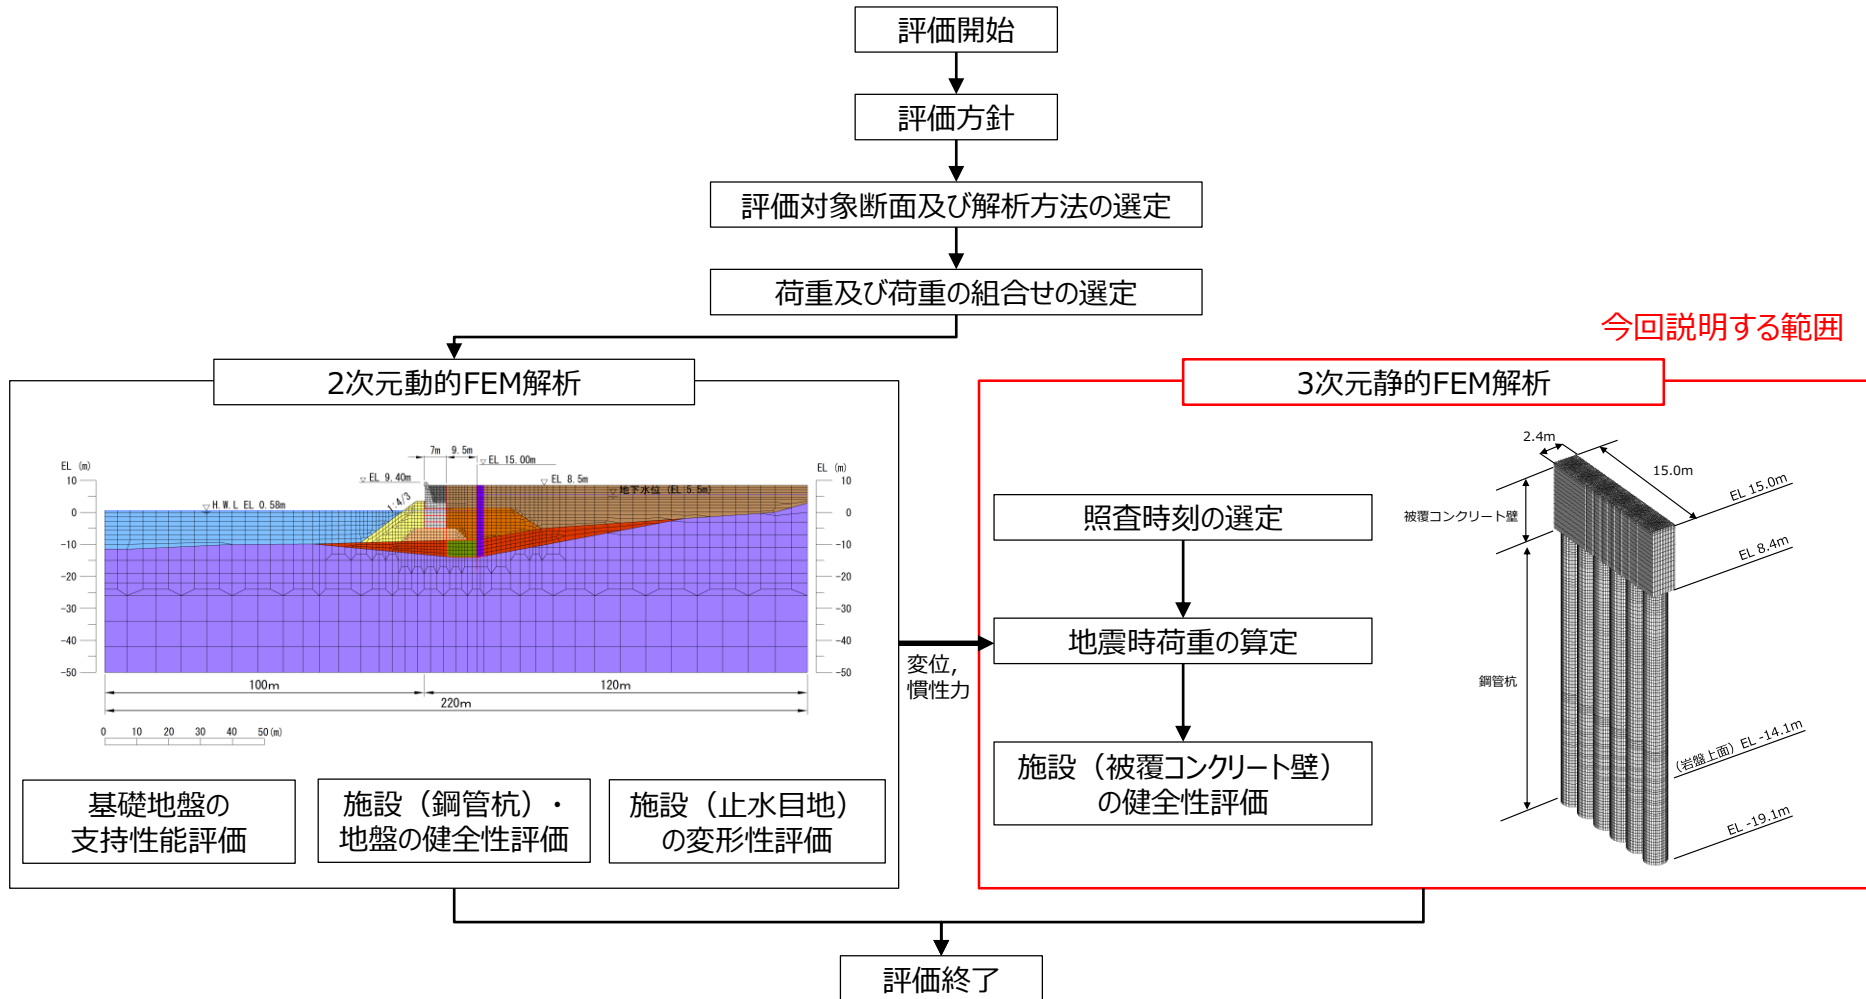 評価開始
評価方針
評価対象断面及び解析方法の選定
荷重及び荷重の組合せの選定
今回説明する範囲
2次元動的FEM解析
EL (m)
10
0
-10
-20
-30
-40
-50
7m
9.5m
EL 15.00m
EL 9.40m
EL 8.5m
H.W.L EL 0.58m
1:4/3
地下水位 (EL 5.5m)
EL (m)
10
0
-10
-20
-30
-40
-50
100m
120m
220m
0 10 20 30 40 50(m)
基礎地盤の
支持性能評価
施設（鋼管杭）・
地盤の健全性評価
施設（止水目地）
の変形性評価
変位,
慣性力
3次元静的FEM解析
照査時刻の選定
地震時荷重の算定
施設（被覆コンクリート壁）
の健全性評価
2.4m
15.0m
EL 15.0m
被覆コンクリート壁
EL 8.4m
鋼管杭
(岩盤上面) EL -14.1m
EL -19.1m
評価終了